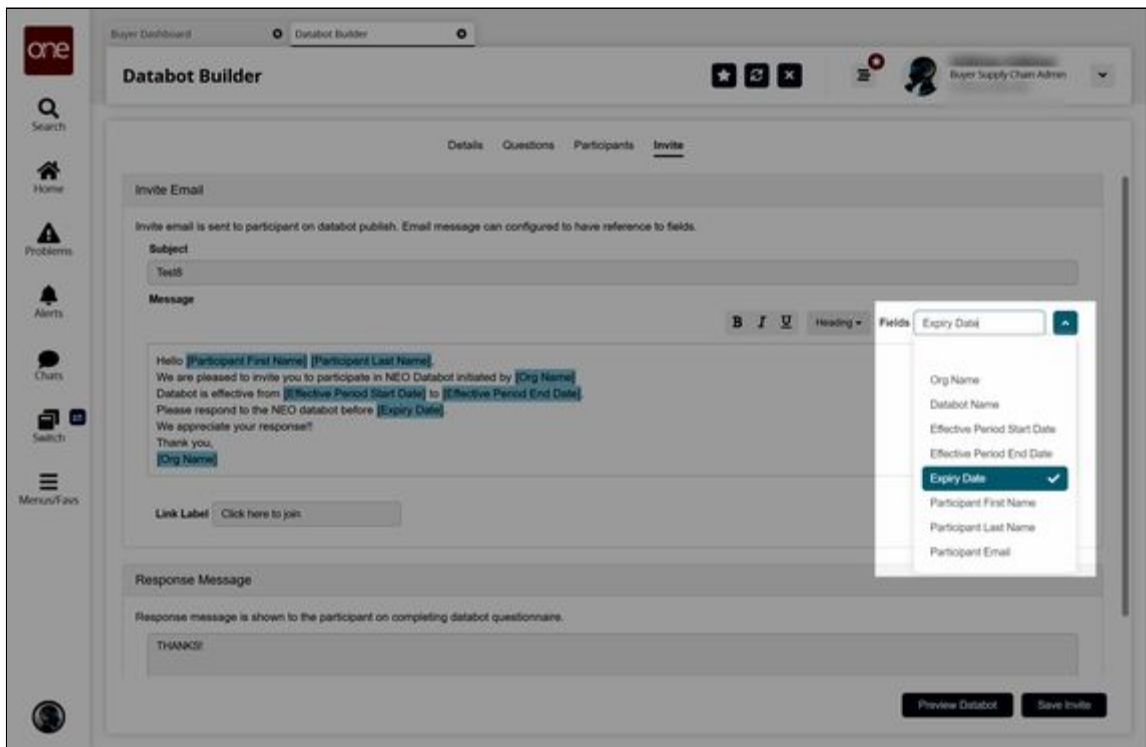 one
Buyer Dashboard
Databot Builder
Databot Builder
Buyer Supply Chain Admin
Search
Home
Problems
Alerts
Chats
Switch
Menus/Favs
Details Questions Participants Invite
Invite Email
Invite email is sent to participant on databot publish. Email message can configured to have reference to fields.
Subject
Test8
Message
B I U Heading Fields Expiry Date
Hello [Participant First Name] [Participant Last Name],
We are pleased to invite you to participate in NEO Databot initiated by [Org Name]
Databot is effective from [Effective Period Start Date] to [Effective Period End Date].
Please respond to the NEO databot before [Expiry Date].
We appreciate your response!!
Thank you,
[Org Name]
Org Name
Databot Name
Effective Period Start Date
Effective Period End Date
Expiry Date
Participant First Name
Participant Last Name
Participant Email
Link Label Click here to join
Response Message
Response message is shown to the participant on completing databot questionnaire.
THANKS!
Preview Databot Save Invite